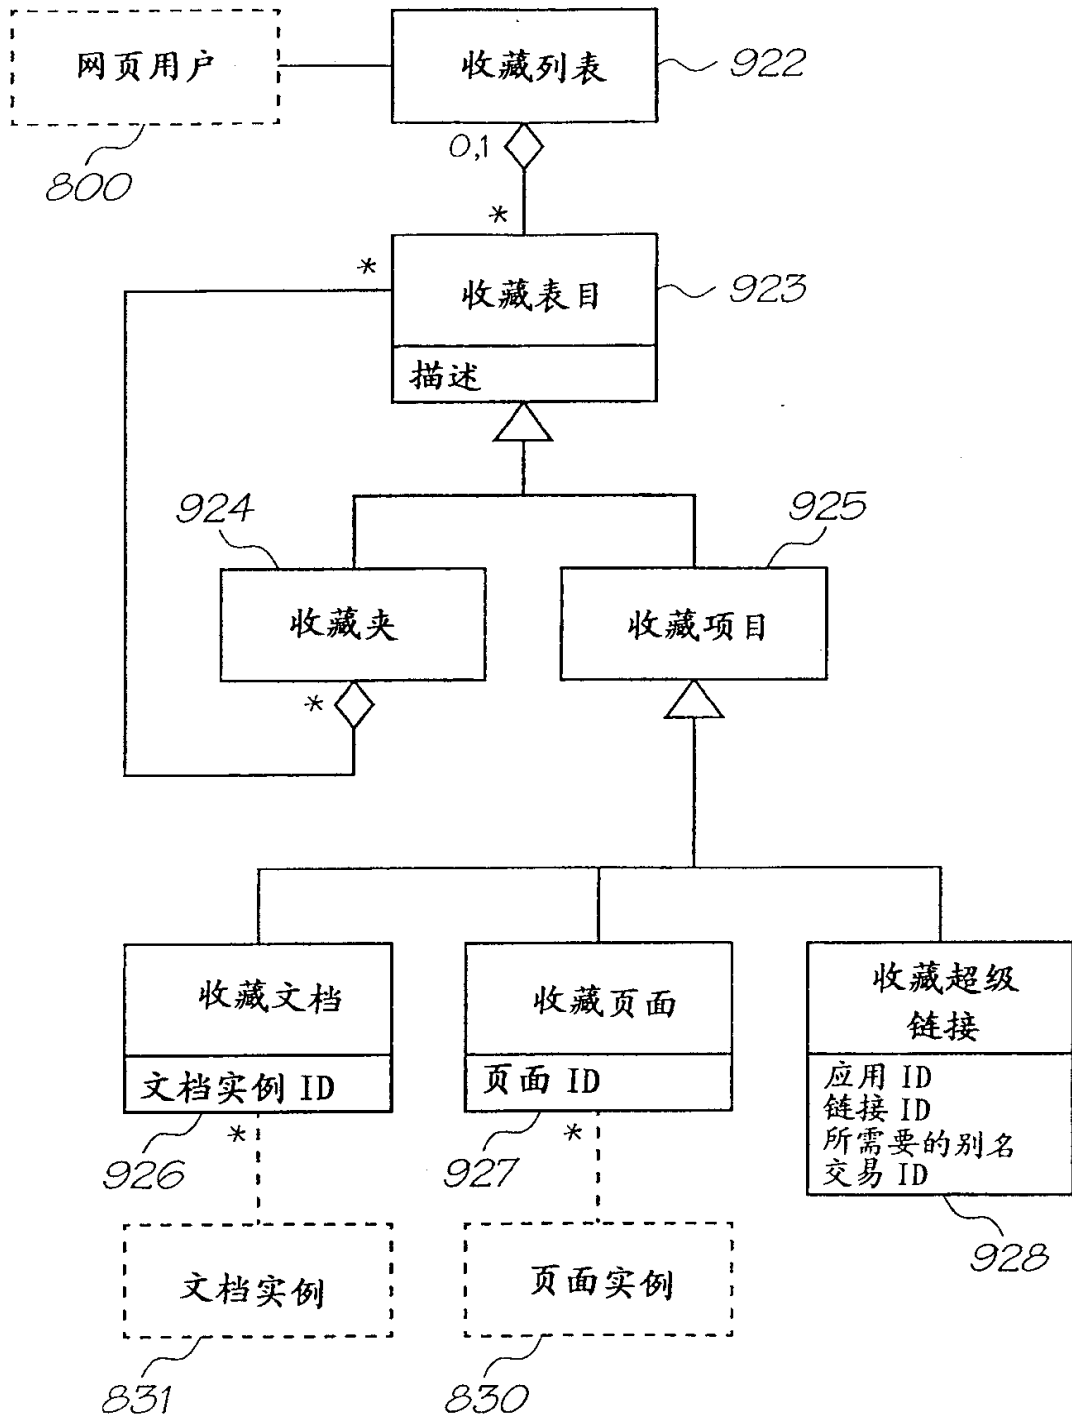 网页用户
收藏列表
922
800
0,1
*
*
收藏表目
923
描述
924
925
收藏夹
收藏项目
*
收藏文档
收藏页面
收藏超级
链接
文档实例 ID
页面 ID
应用 ID
链接 ID
所需要的别名
交易 ID
*
*
926
927
928
文档实例
页面实例
831
830